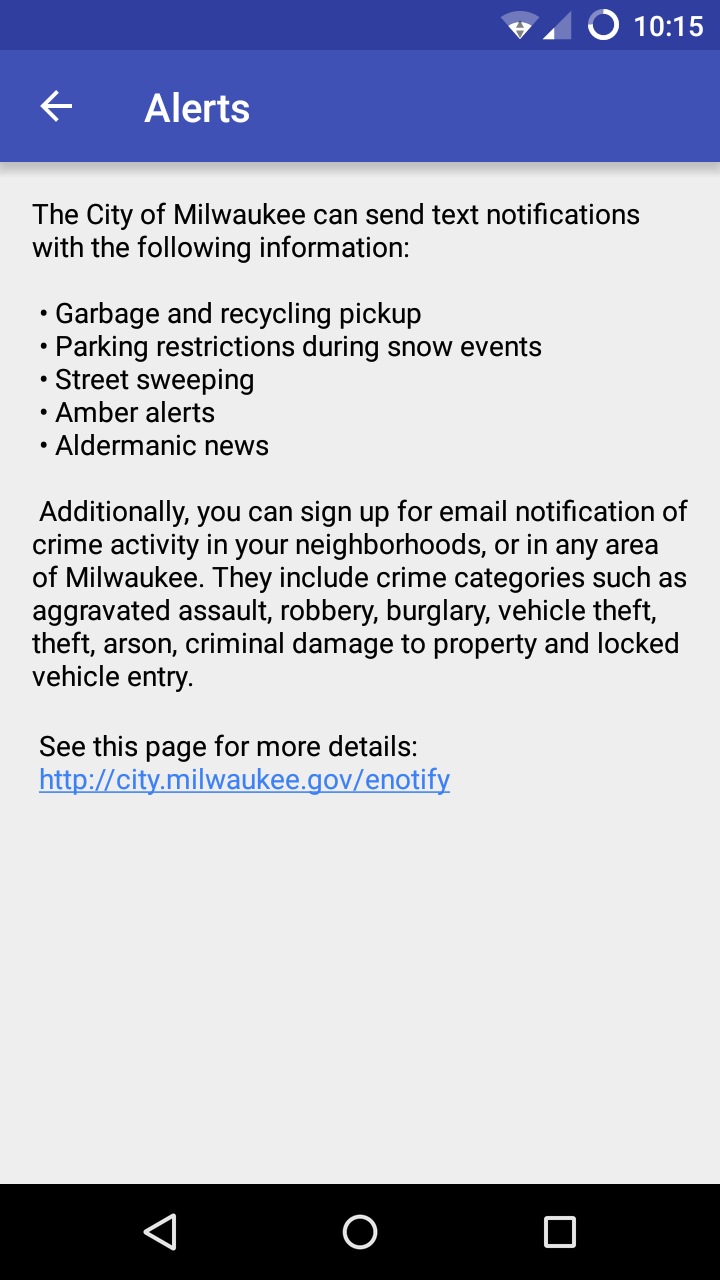 10:15
Alerts
The City of Milwaukee can send text notifications
with the following information:
• Garbage and recycling pickup
• Parking restrictions during snow events
• Street sweeping
• Amber alerts
• Aldermanic news
Additionally, you can sign up for email notification of
crime activity in your neighborhoods, or in any area
of Milwaukee. They include crime categories such as
aggravated assault, robbery, burglary, vehicle theft,
theft, arson, criminal damage to property and locked
vehicle entry.
See this page for more details:
http://city.milwaukee.gov/enotify